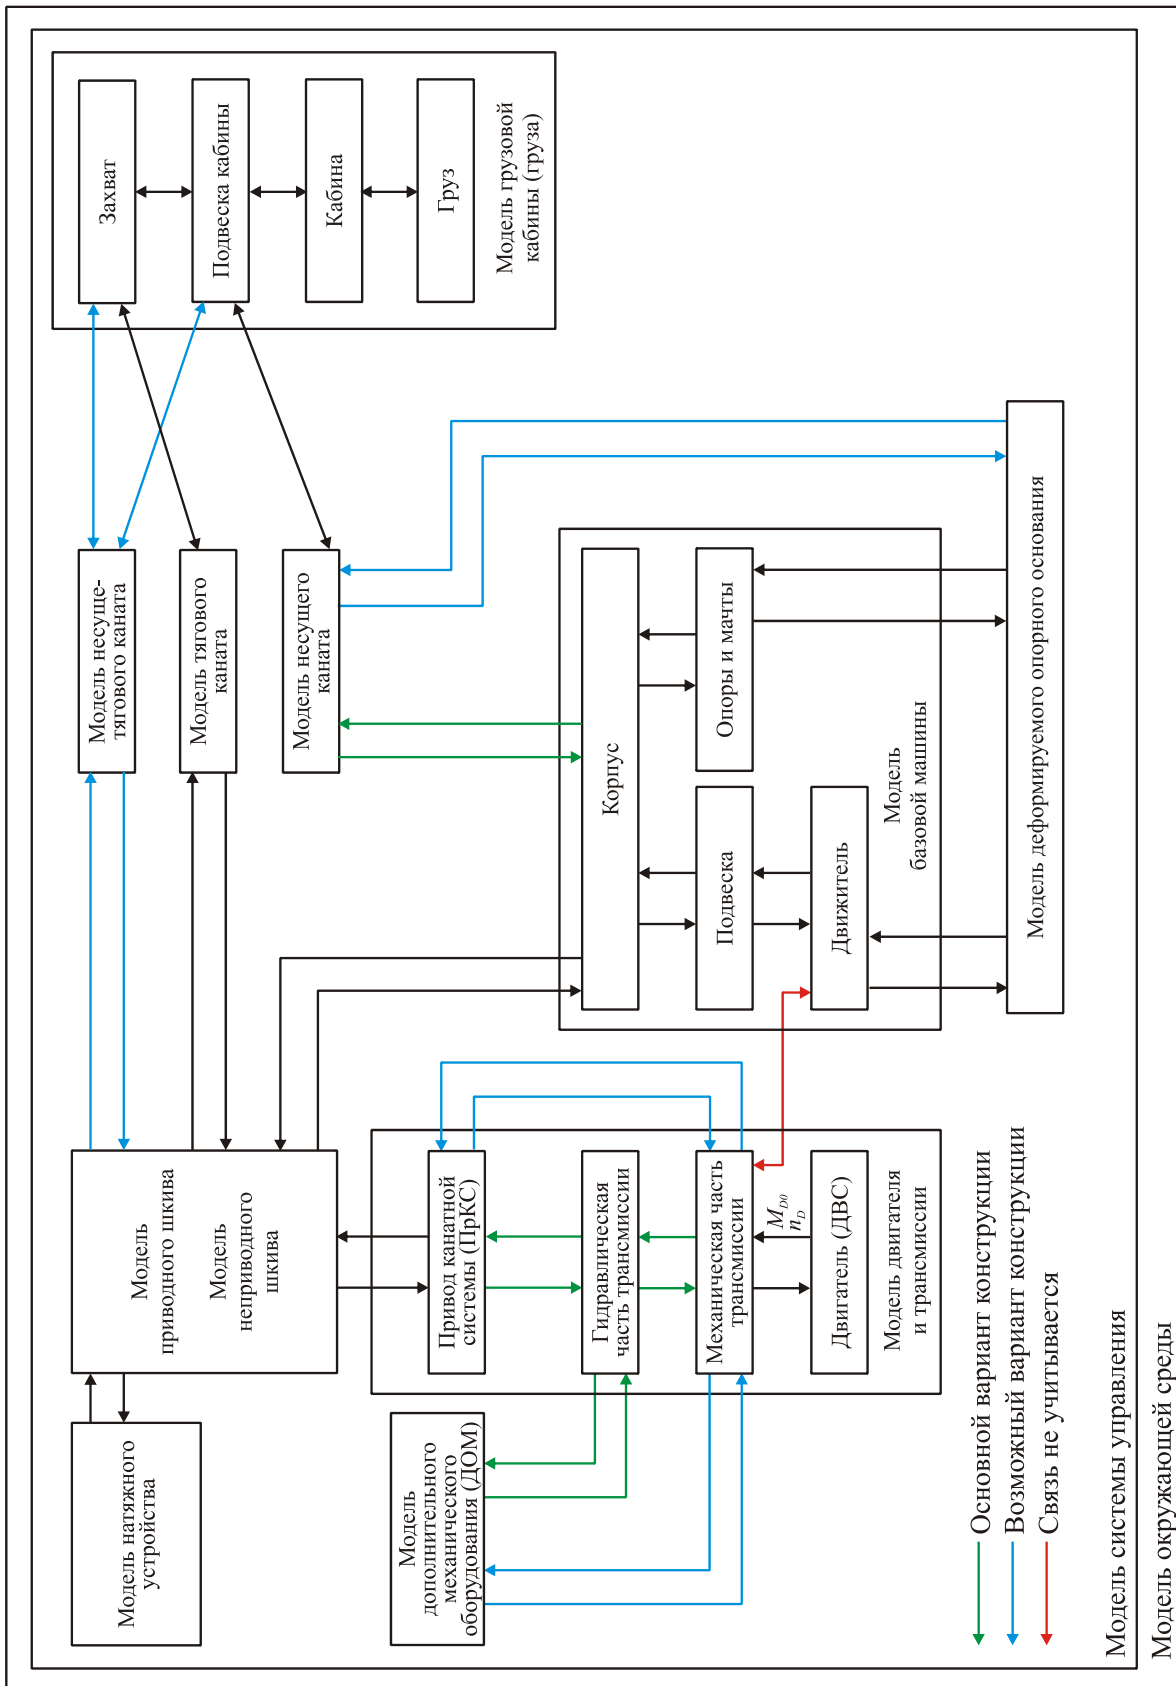 Модель натяжного
устройства
Модель
приводного шкива
Модель
неприводного
шкива
Модель несуще-
тягового каната
Модель тягового
каната
Модель несущего
каната
Захват
Подвеска кабины
Кабина
Груз
Модель грузовой
кабины (груза)
Модель
дополнительного
механического
оборудования (ДОМ)
Привод канатной
системы (ПрКС)
Гидравлическая
часть трансмиссии
Механическая часть
трансмиссии
M_D0
n_D
Двигатель (ДВС)
Модель двигателя
и трансмиссии
Корпус
Подвеска
Опоры и мачты
Движитель
Модель
базовой машины
Модель деформируемого опорного основания
Основной вариант конструкции
Возможный вариант конструкции
Связь не учитывается
Модель системы управления
Модель окружающей среды